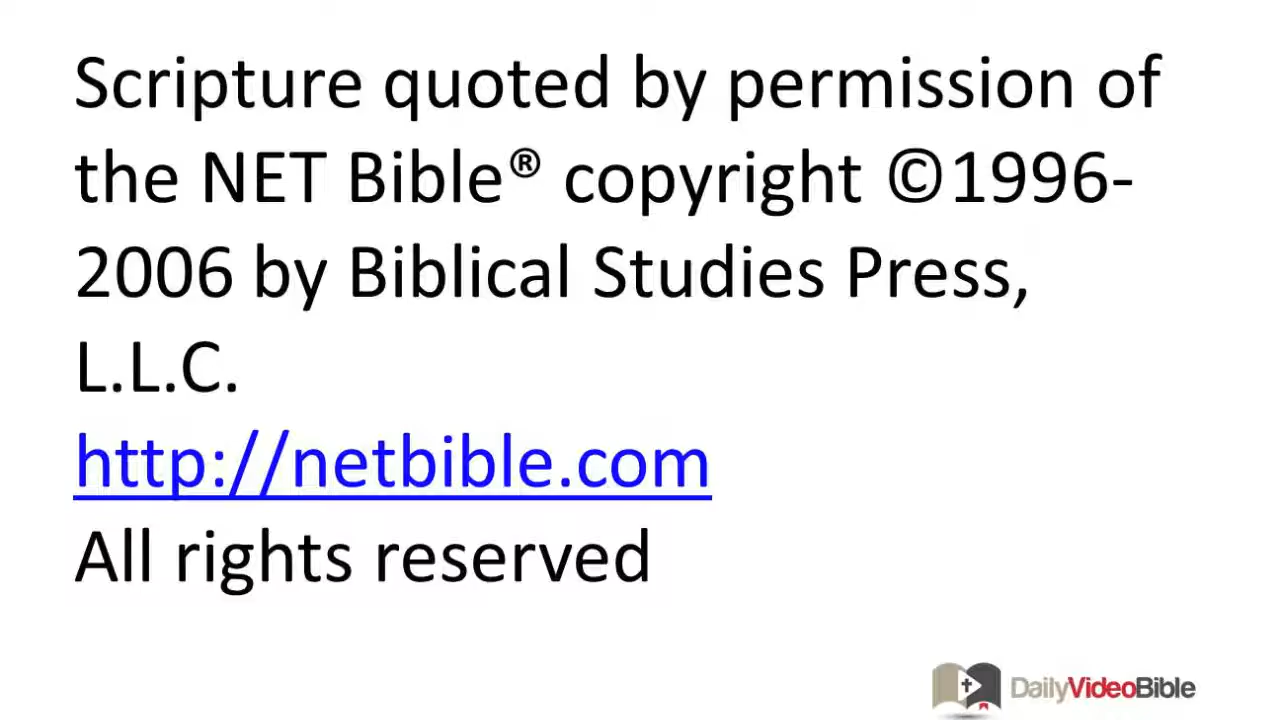 Scripture quoted by permission of
the NET Bible® copyright ©1996-
2006 by Biblical Studies Press,
L.L.C.
http://netbible.com
All rights reserved
DailyVideoBible